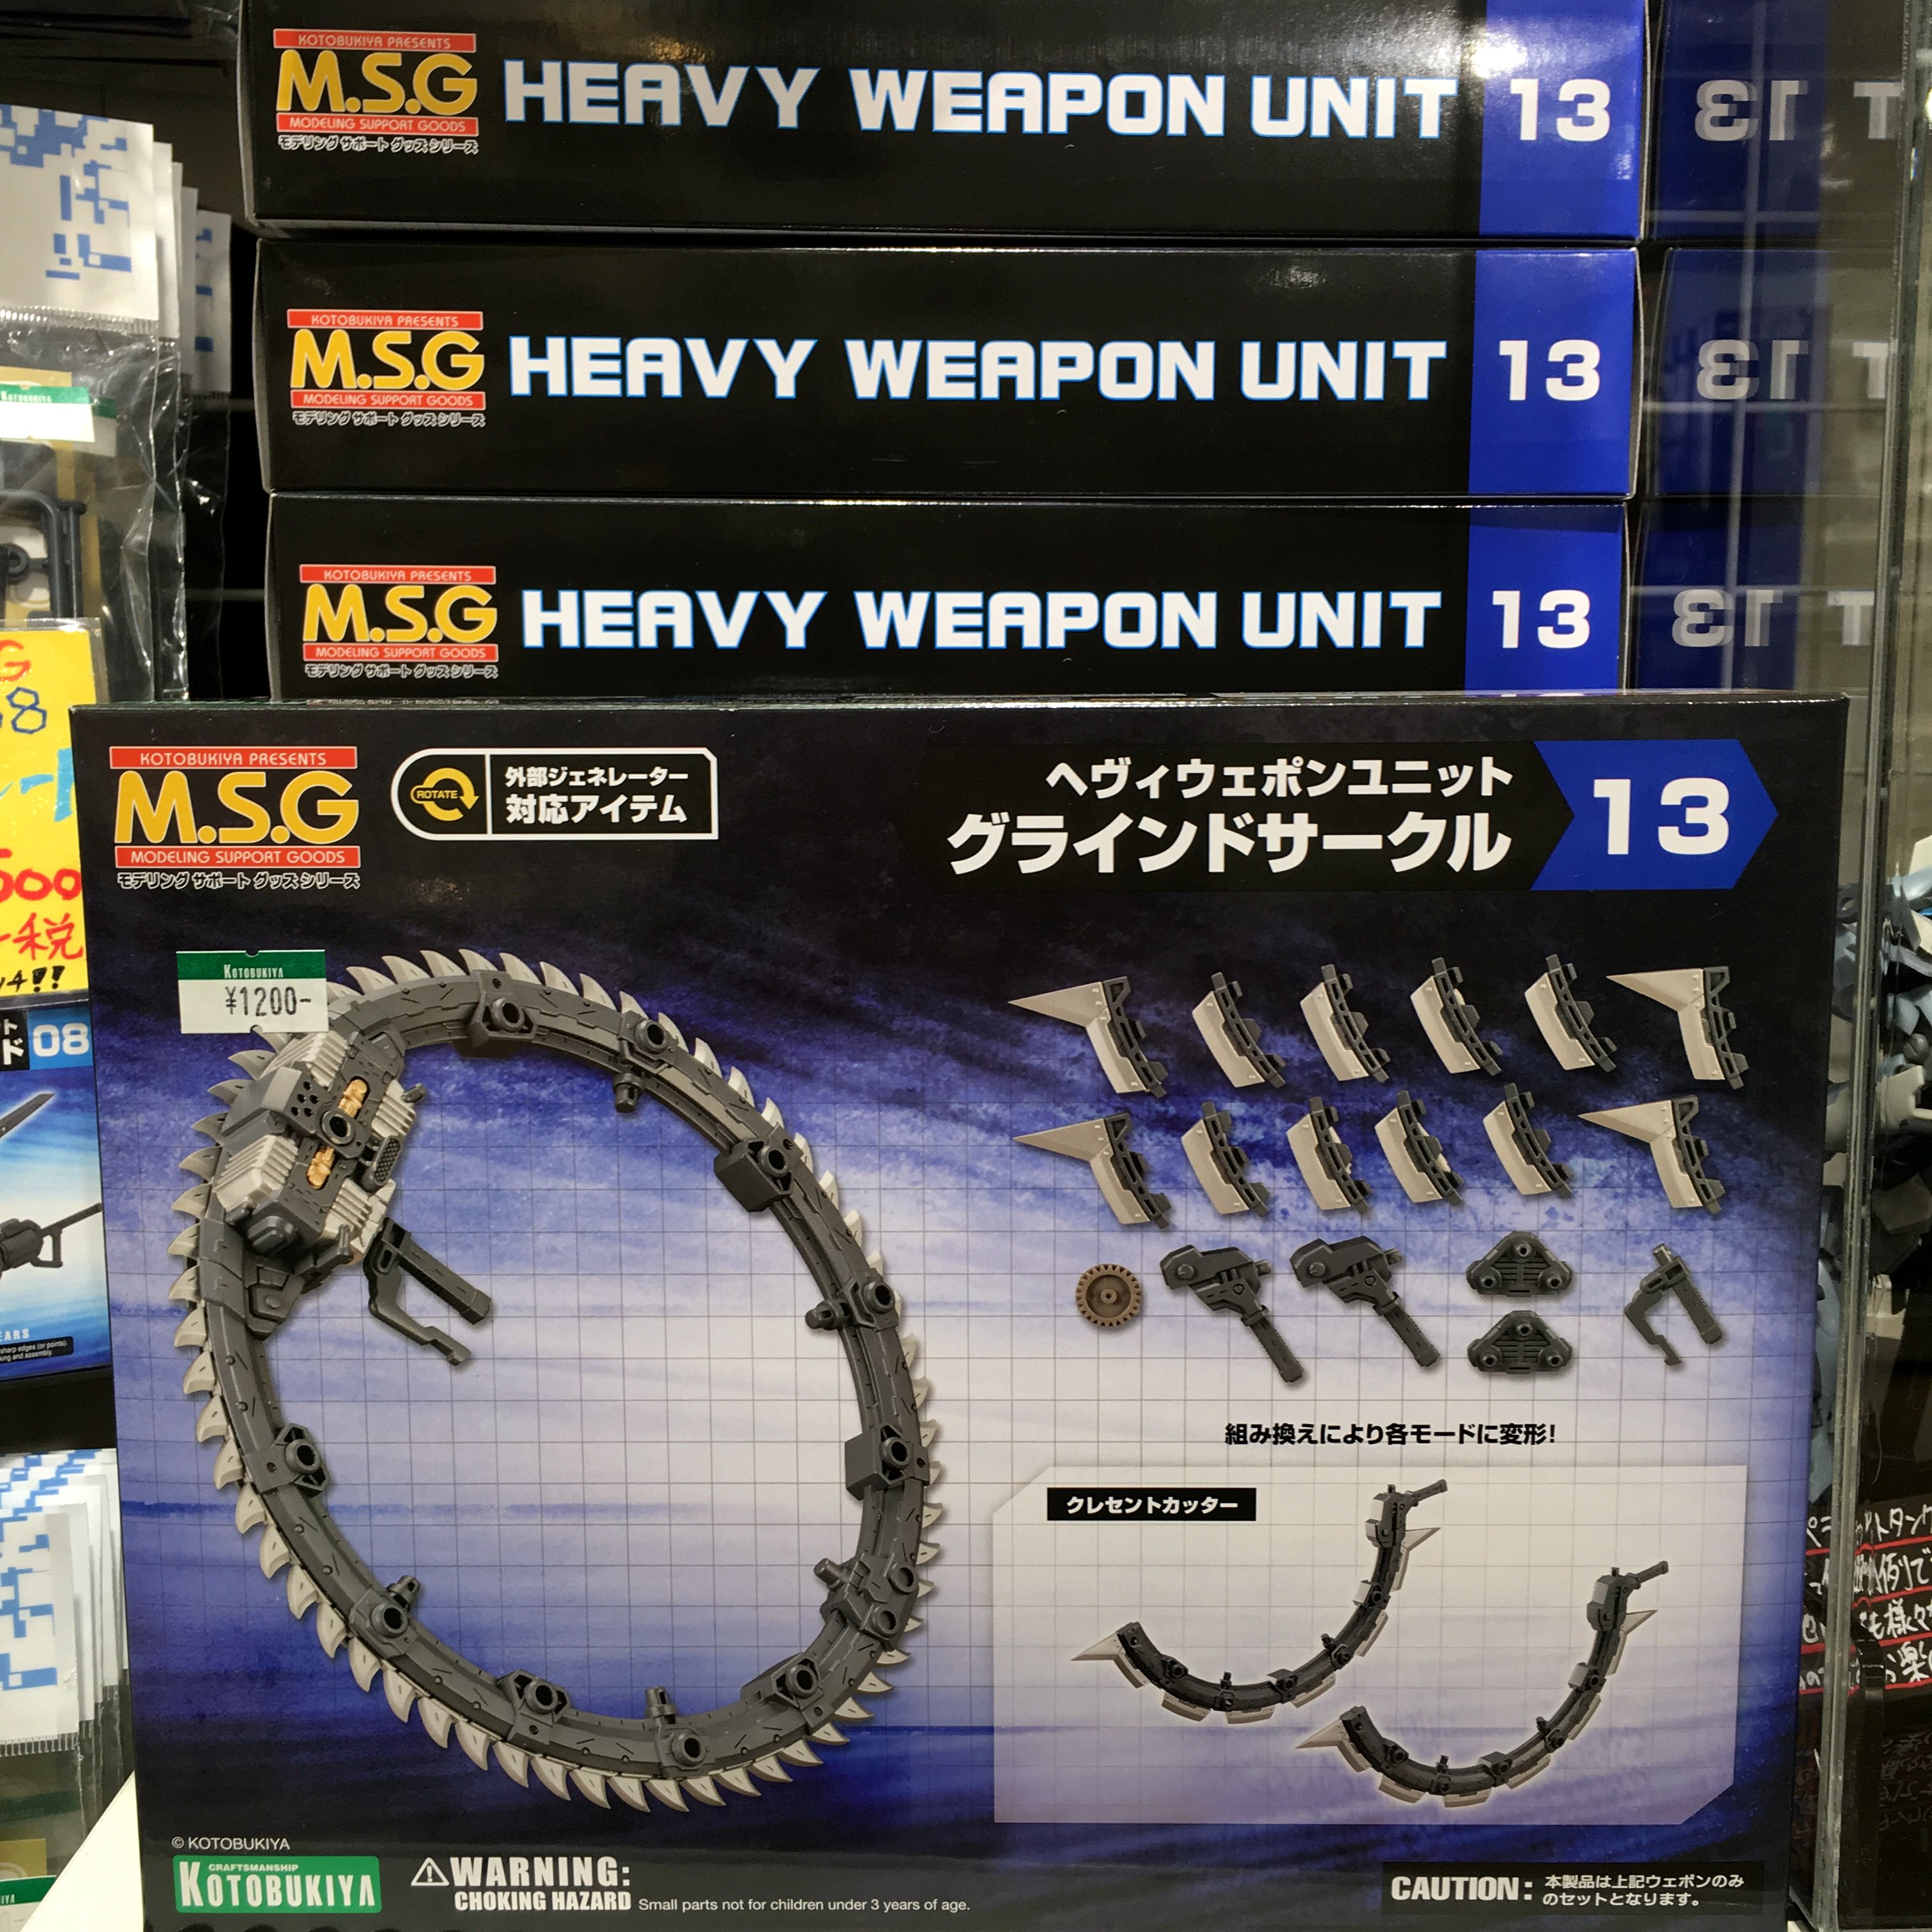 KOTOBUKIYA PRESENTS
M.S.G
MODELING SUPPORT GOODS
モデリング サポート グッズ シリーズ
HEAVY WEAPON UNIT 13
KOTOBUKIYA PRESENTS
M.S.G
MODELING SUPPORT GOODS
モデリング サポート グッズ シリーズ
HEAVY WEAPON UNIT 13
KOTOBUKIYA PRESENTS
M.S.G
MODELING SUPPORT GOODS
モデリング サポート グッズ シリーズ
HEAVY WEAPON UNIT 13
KOTOBUKIYA PRESENTS
M.S.G
MODELING SUPPORT GOODS
モデリング サポート グッズ シリーズ
ROTATE
外部ジェネレーター
対応アイテム
ヘヴィウェポンユニット
グラインドサークル
13
KOTOBUKIYA
¥1200-
組み換えにより各モードに変形!
クレセントカッター
© KOTOBUKIYA
CRAFTSMANSHIP
KOTOBUKIYA
WARNING:
CHOKING HAZARD Small parts not for children under 3 years of age.
CAUTION: 本製品は上記ウェポンのみ
のセットとなります。
KOTOBUKIYA
税
08